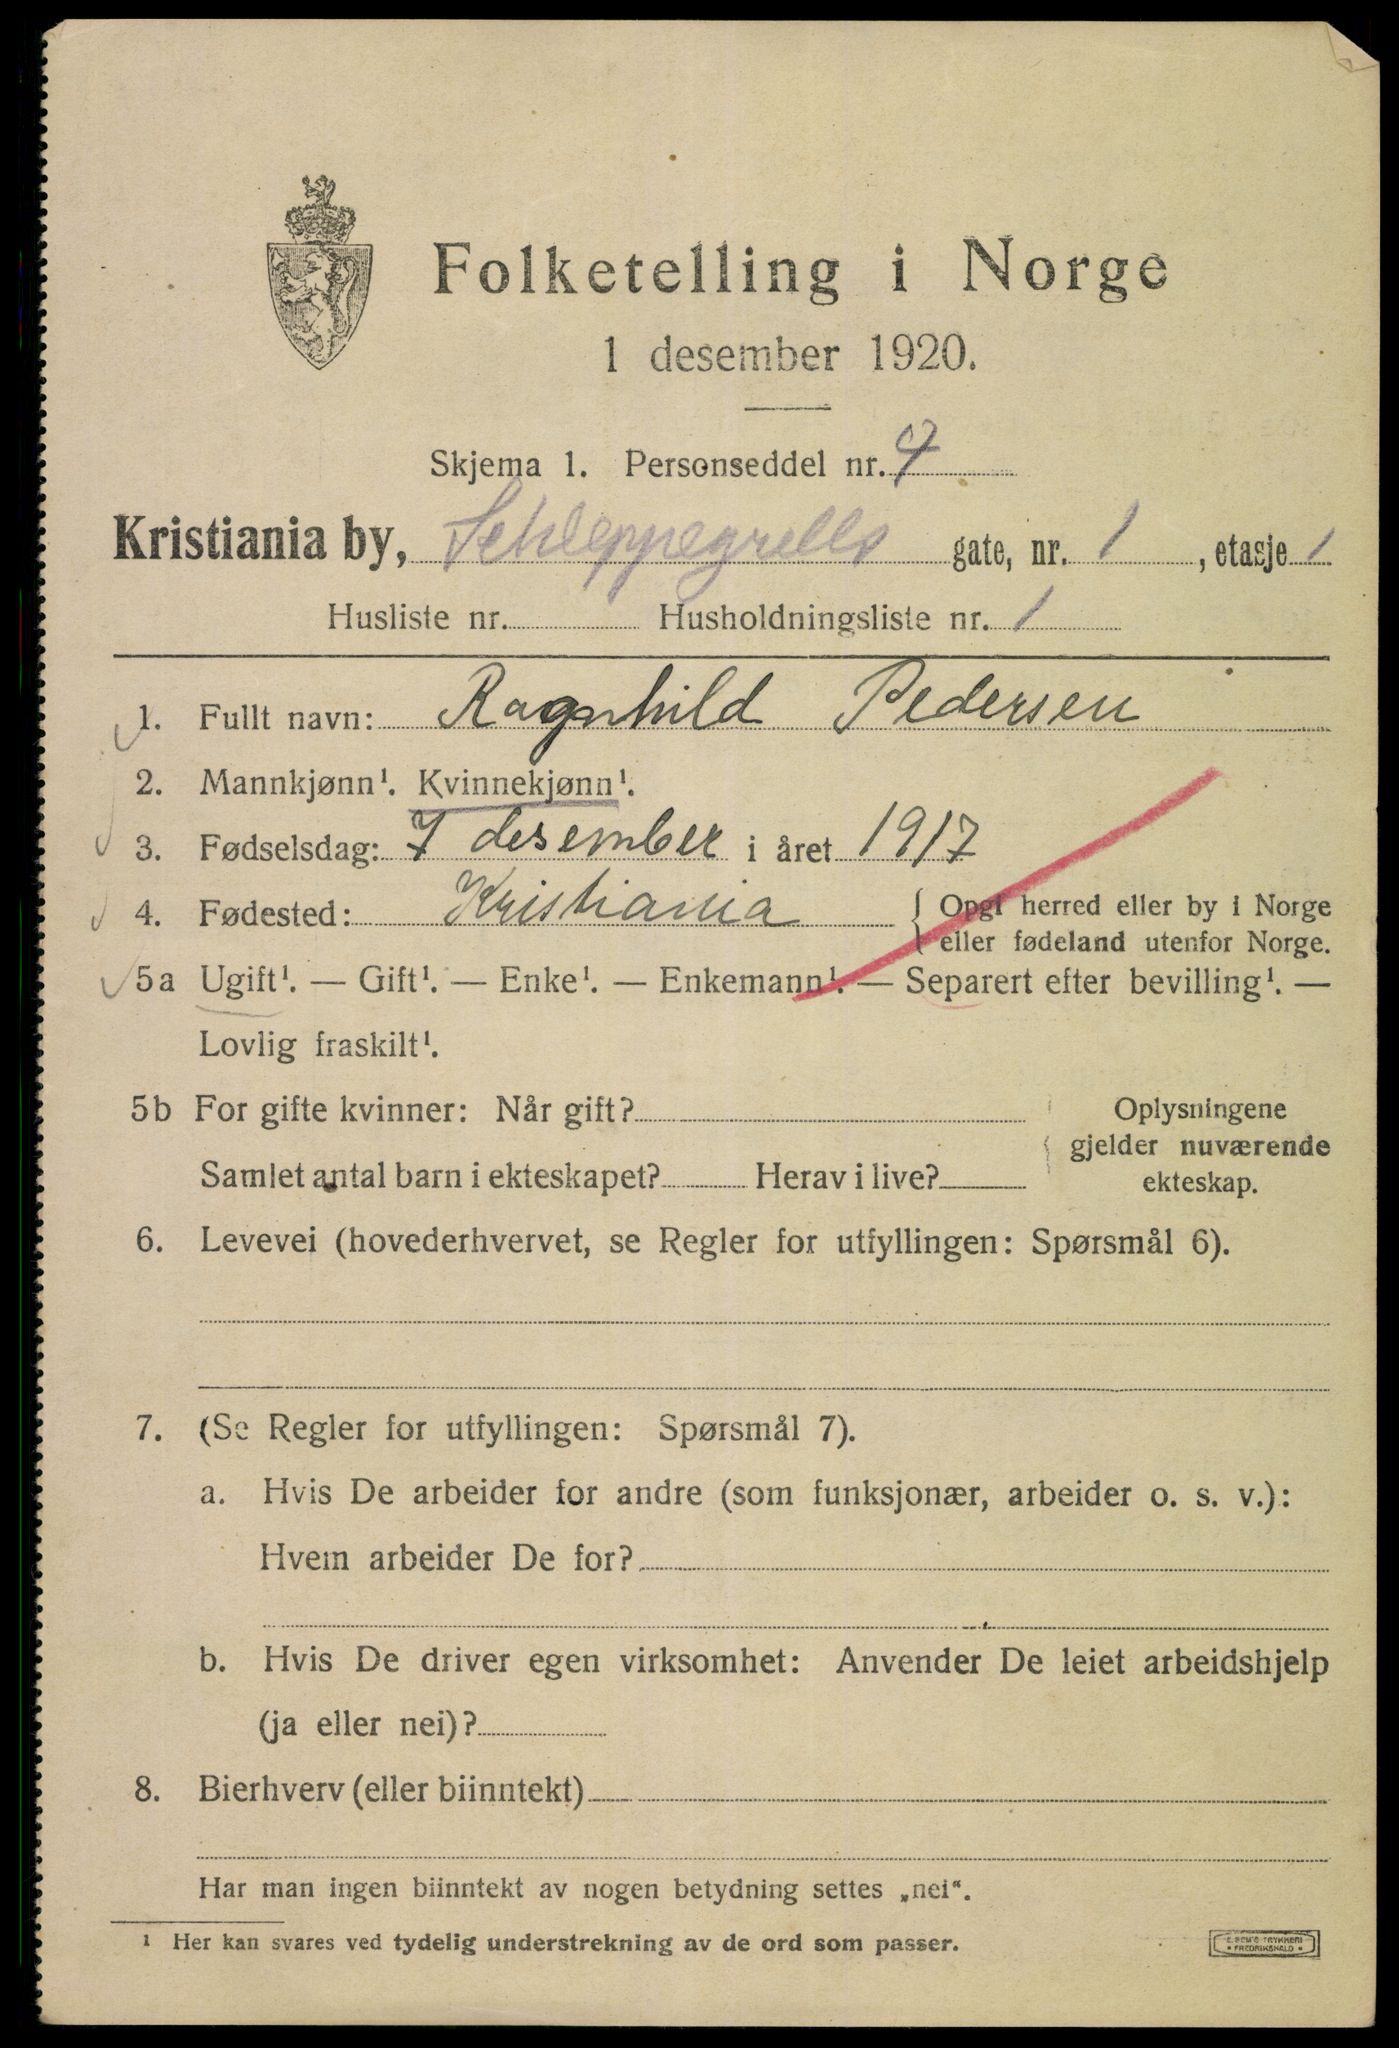 Folketelling i Norge
1 desember 1920.
Skjema 1. Personseddel nr. 4
Kristiania by, Schleppegrells gate, nr. 1, etasje 1
Husliste nr. Husholdningsliste nr. 1
1. Fullt navn: Ragnhild Pedersen
2. Mannkjønn¹. Kvinnekjønn¹.
3. Fødselsdag: 7 desember i året 1917
4. Fødested: Kristiania { Opgi herred eller by i Norge
eller fødeland utenfor Norge.
5a Ugift¹. — Gift¹. — Enke¹. — Enkemann¹. — Separert efter bevilling¹. —
Lovlig fraskilt¹.
5b For gifte kvinner: Når gift? Oplysningene
gjelder nuværende
Samlet antal barn i ekteskapet? Herav i live? ekteskap.
6. Levevei (hovederhvervet, se Regler for utfyllingen: Spørsmål 6).
7. (Se Regler for utfyllingen: Spørsmål 7).
a. Hvis De arbeider for andre (som funksjonær, arbeider o. s. v.):
Hvem arbeider De for?
b. Hvis De driver egen virksomhet: Anvender De leiet arbeidshjelp
(ja eller nei)?
8. Bierhverv (eller biinntekt)
Har man ingen biinntekt av nogen betydning settes „nei“.
¹ Her kan svares ved tydelig understrekning av de ord som passer.
E. SEM'S TRYKKERI
• FREDRIKSHALD •